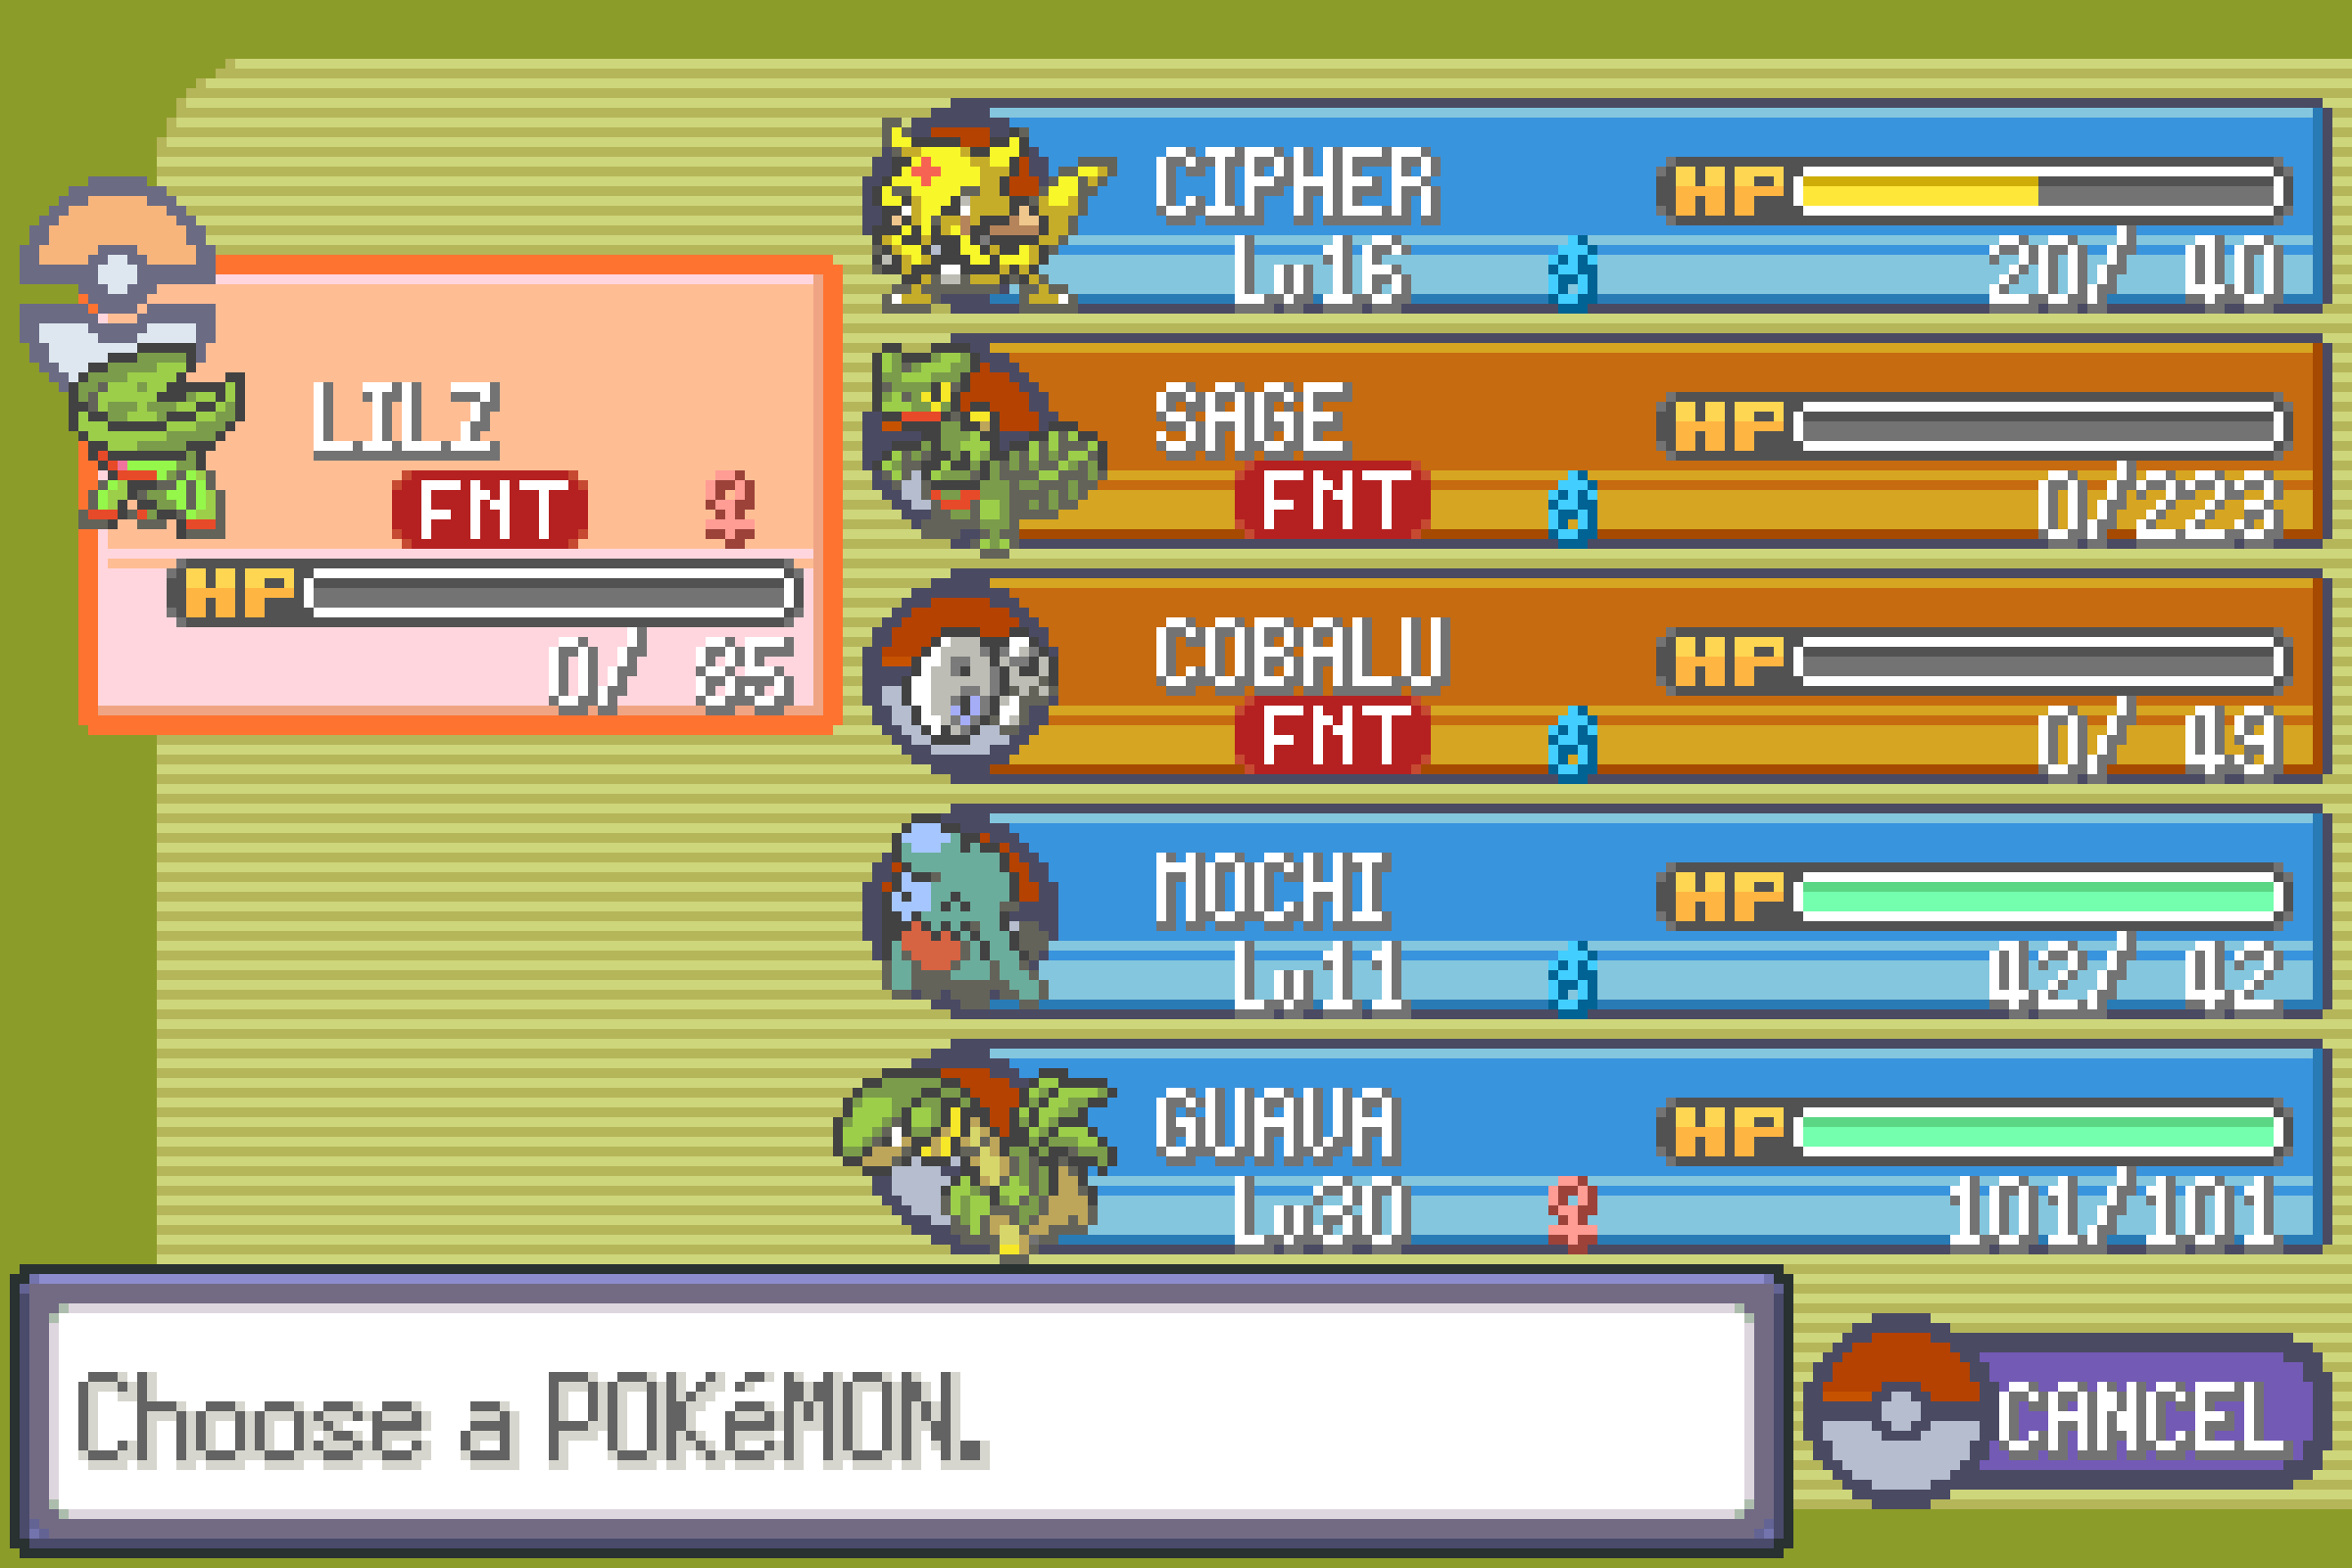 LILZ
FNT ♀
HP
0/ 85
CIPHER
HP
Lv16 ♂
20/ 40
SAGE
HP
FNT ♂
0/223
COBALU
HP
FNT ♂
0/ 49
MOCHI
HP
Lv11 ♂
42/ 42
GUAVA
HP
Lv30 ♀
101/101
Choose a POKéMON.
CANCEL